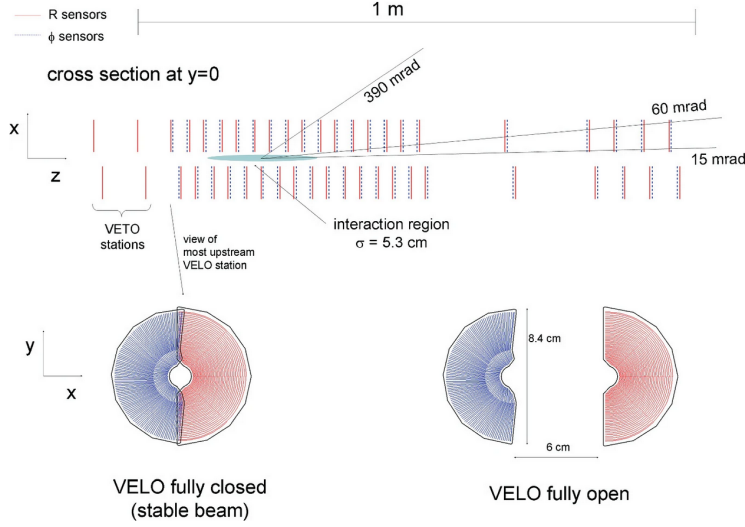 R sensors
ϕ sensors
1 m
cross section at y=0
390 mrad
60 mrad
15 mrad
x
z
VETO
stations
view of
most upstream
VELO station
interaction region
σ = 5.3 cm
y
x
8.4 cm
6 cm
VELO fully closed
(stable beam)
VELO fully open